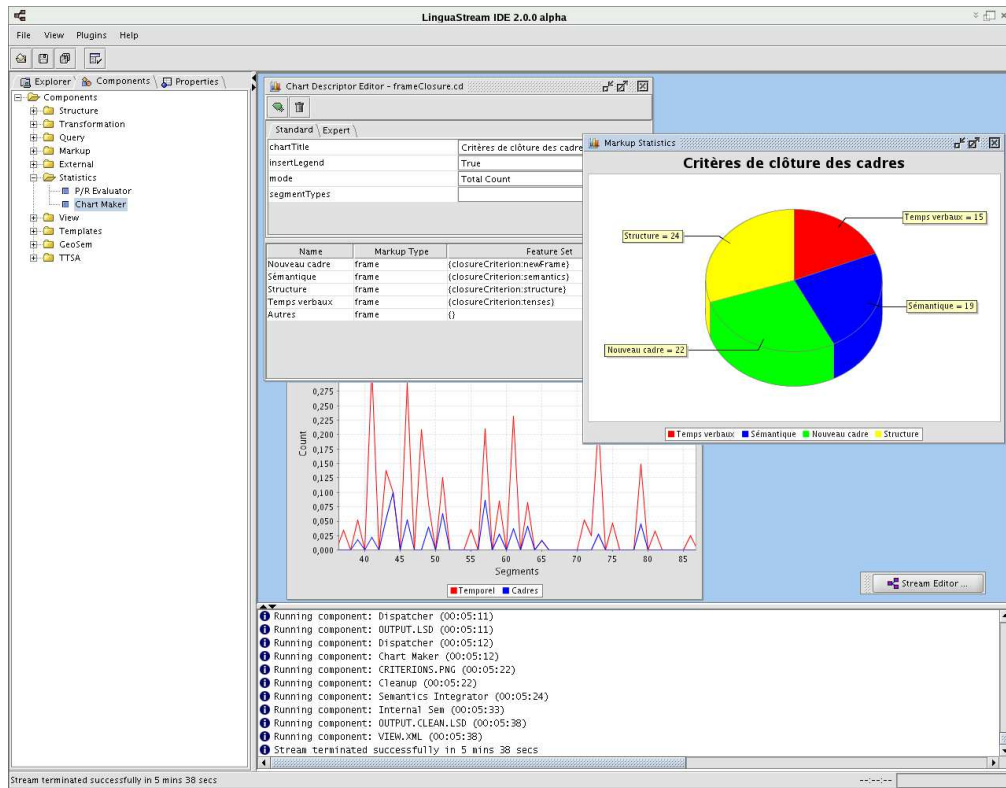 LinguaStream IDE 2.0.0 alpha
File View Plugins Help
Explorer Components Properties
Components
Structure
Transformation
Query
Markup
External
Statistics
P/R Evaluator
Chart Maker
View
Templates
GeoSem
TTSA
Chart Descriptor Editor - frameClosure.cd
Standard Expert
chartTitle Critères de clôture des cadre
insertLegend True
mode Total Count
segmentTypes
Name Markup Type Feature Set
Nouveau cadre frame {closureCriterion:newFrame}
Sémantique frame {closureCriterion:semantics}
Structure frame {closureCriterion:structure}
Temps verbaux frame {closureCriterion:tenses}
Autres frame {}
Markup Statistics
Critères de clôture des cadres
Temps verbaux = 15
Structure = 24
Sémantique = 19
Nouveau cadre = 22
Temps verbaux Sémantique Nouveau cadre Structure
0,275
0,250
0,225
0,200
0,175
0,150
0,125
0,100
0,075
0,050
0,025
0,000
Count
40 45 50 55 60 65 70 75 80 85
Segments
Temporel Cadres
Stream Editor ...
Running component: Dispatcher (00:05:11)
Running component: OUTPUT.LSD (00:05:11)
Running component: Dispatcher (00:05:12)
Running component: Chart Maker (00:05:12)
Running component: CRITERIONS.PNG (00:05:22)
Running component: Cleanup (00:05:22)
Running component: Semantics Integrator (00:05:24)
Running component: Internal Sem (00:05:33)
Running component: OUTPUT.CLEAN.LSD (00:05:38)
Running component: VIEW.XML (00:05:38)
Stream terminated successfully in 5 mins 38 secs
Stream terminated successfully in 5 mins 38 secs
--:--:--